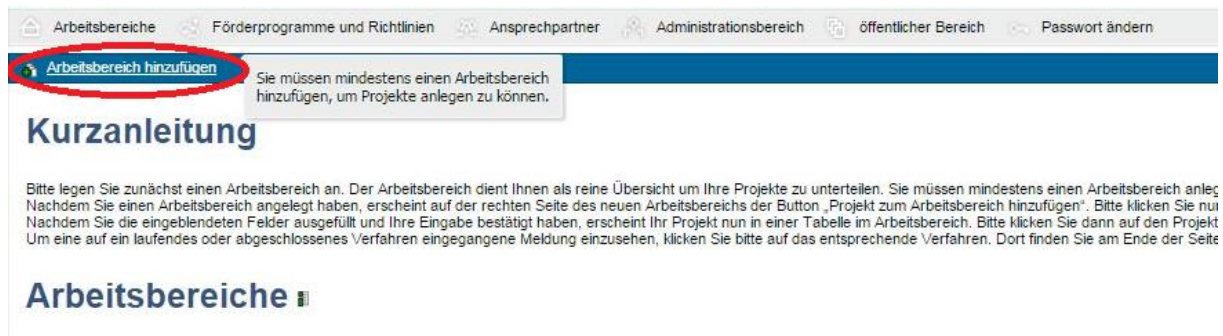 Arbeitsbereiche Förderprogramme und Richtlinien Ansprechpartner Administrationsbereich öffentlicher Bereich Passwort ändern
Arbeitsbereich hinzufügen
Sie müssen mindestens einen Arbeitsbereich
hinzufügen, um Projekte anlegen zu können.
Kurzanleitung
Bitte legen Sie zunächst einen Arbeitsbereich an. Der Arbeitsbereich dient Ihnen als reine Übersicht um Ihre Projekte zu unterteilen. Sie müssen mindestens einen Arbeitsbereich anleg
Nachdem Sie einen Arbeitsbereich angelegt haben, erscheint auf der rechten Seite des neuen Arbeitsbereichs der Button „Projekt zum Arbeitsbereich hinzufügen“. Bitte klicken Sie nur
Nachdem Sie die eingeblendeten Felder ausgefüllt und Ihre Eingabe bestätigt haben, erscheint Ihr Projekt nun in einer Tabelle im Arbeitsbereich. Bitte klicken Sie dann auf den Projekt
Um eine auf ein laufendes oder abgeschlossenes Verfahren eingegangene Meldung einzusehen, klicken Sie bitte auf das entsprechende Verfahren. Dort finden Sie am Ende der Seite
Arbeitsbereiche